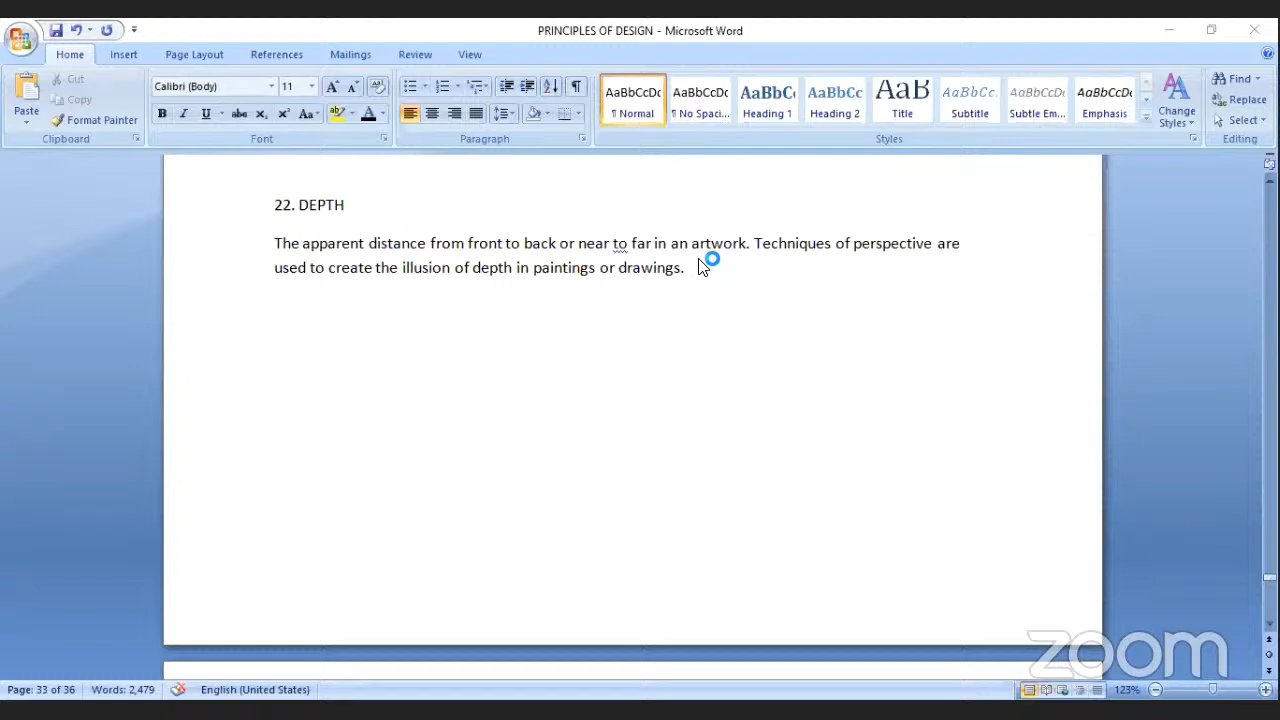 PRINCIPLES OF DESIGN - Microsoft Word
Home Insert Page Layout References Mailings Review View
Paste
Cut
Copy
Format Painter
Clipboard
Calibri (Body) 11
Font
Paragraph
AaBbCcDc AaBbCcDc AaBbCc AaBbCc AaB AaBbCc. AaBbCcDc AaBbCcDc
¶ Normal ¶ No Spaci... Heading 1 Heading 2 Title Subtitle Subtle Em... Emphasis
Change Styles
Styles
Find
Replace
Select
Editing
22. DEPTH
The apparent distance from front to back or near to far in an artwork. Techniques of perspective are
used to create the illusion of depth in paintings or drawings.
zoom
Page: 33 of 36 Words: 2,479 English (United States) 123%